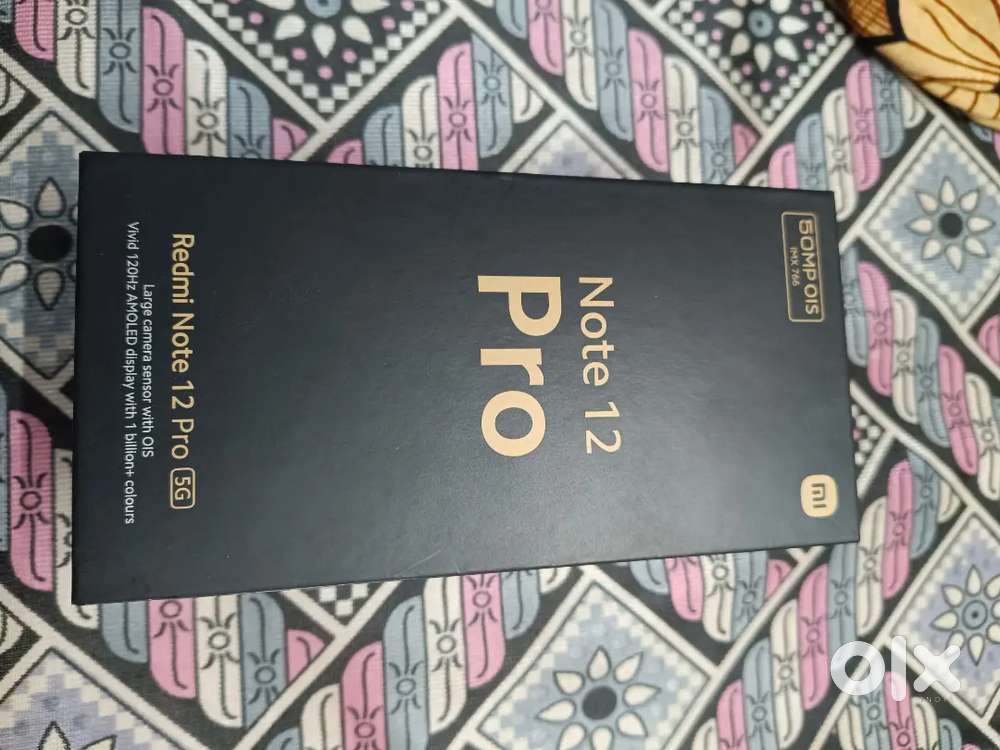 50MP OIS
IMX 766
mi
Note 12
Pro
Redmi Note 12 Pro 5G
Large camera sensor with OIS
Vivid 120Hz AMOLED display with 1 billion+ colours
olx